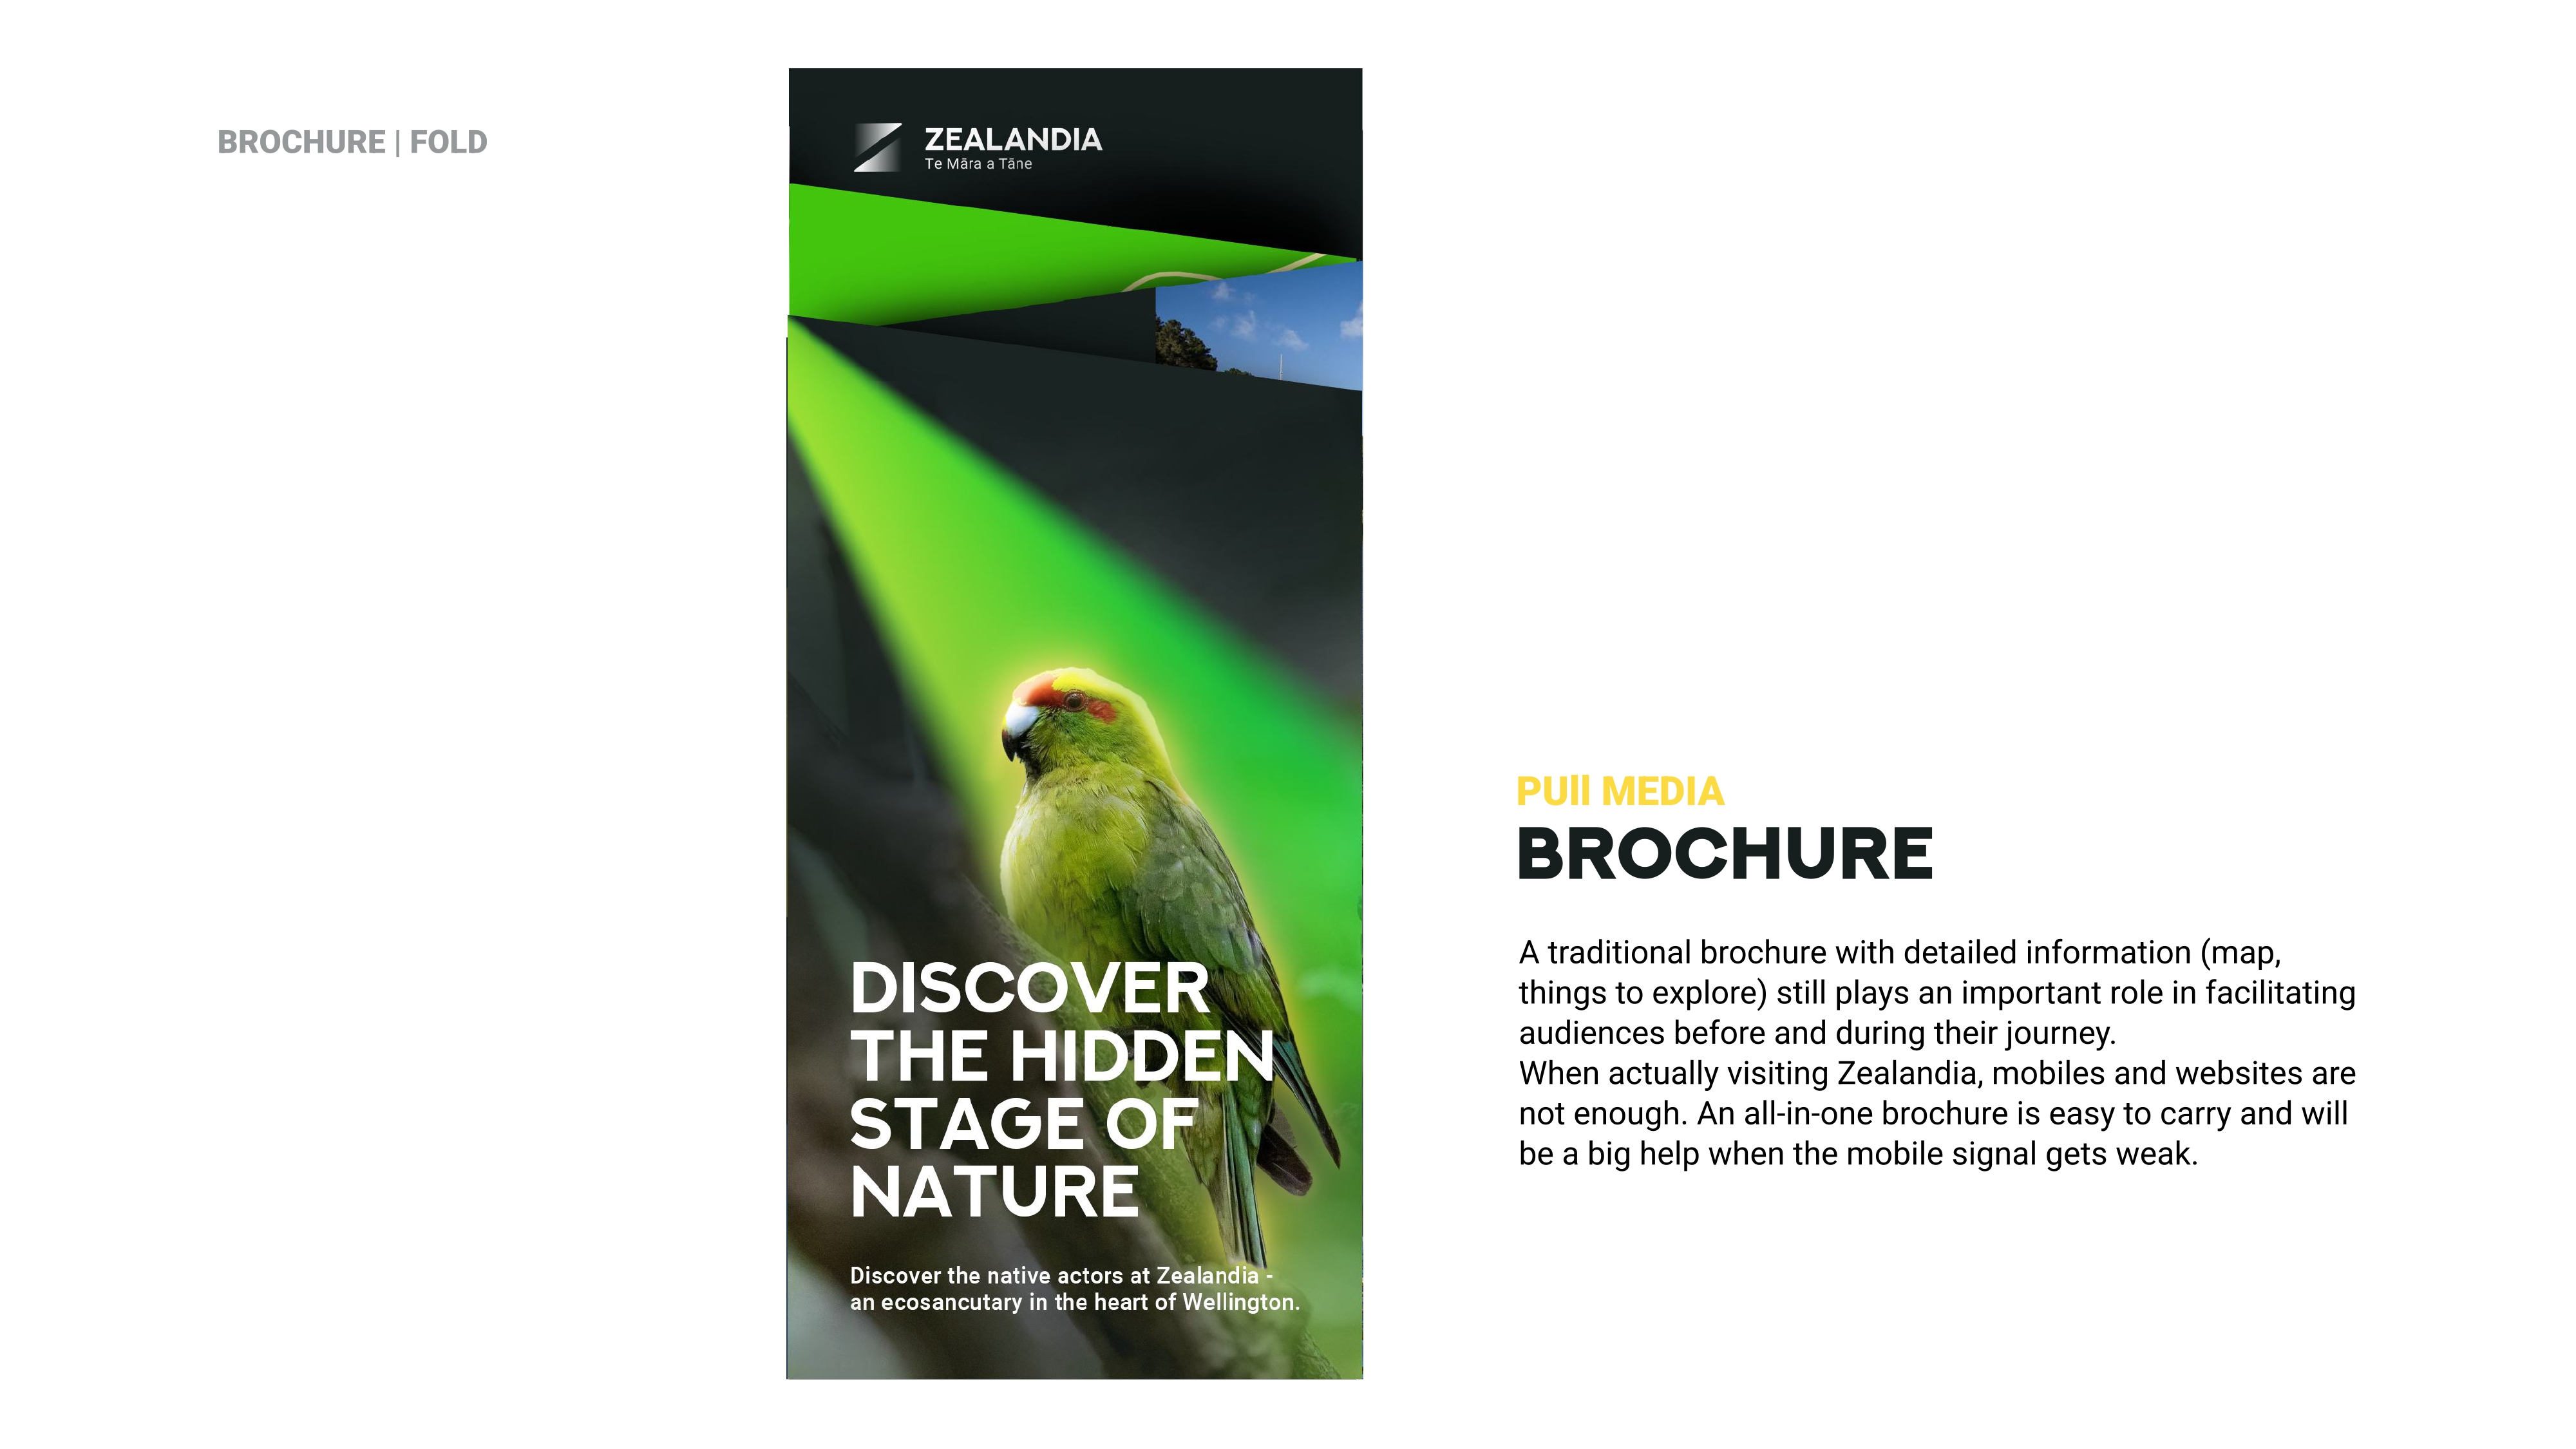 BROCHURE | FOLD
ZEALANDIA
Te Māra a Tāne
DISCOVER
THE HIDDEN
STAGE OF
NATURE
Discover the native actors at Zealandia -
an ecosancutary in the heart of Wellington.
PUll MEDIA
BROCHURE
A traditional brochure with detailed information (map,
things to explore) still plays an important role in facilitating
audiences before and during their journey.
When actually visiting Zealandia, mobiles and websites are
not enough. An all-in-one brochure is easy to carry and will
be a big help when the mobile signal gets weak.